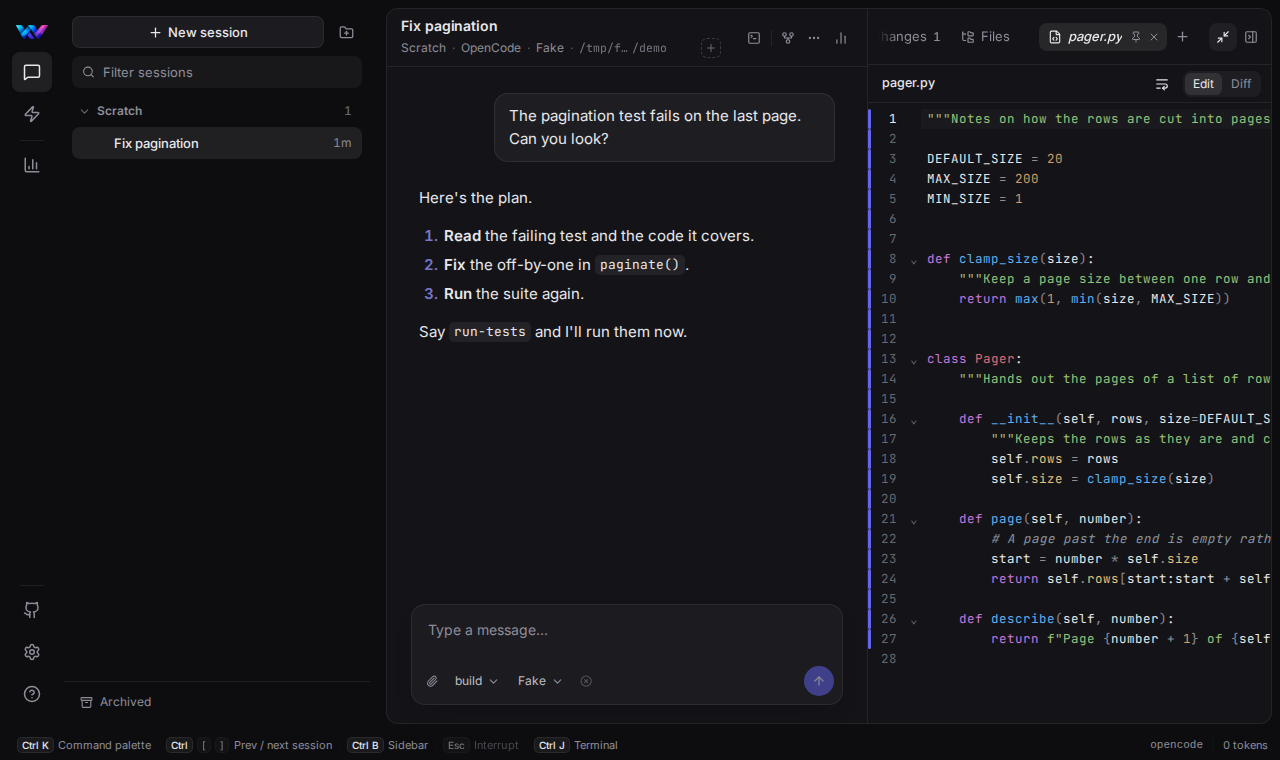 New session
Filter sessions
Scratch 1
Fix pagination 1m
Archived
Fix pagination
Scratch · OpenCode · Fake · /tmp/f… /demo
The pagination test fails on the last page.
Can you look?
Here's the plan.
1. Read the failing test and the code it covers.
2. Fix the off-by-one in paginate().
3. Run the suite again.
Say run-tests and I'll run them now.
Type a message...
build Fake
hanges 1 Files pager.py
pager.py Edit Diff
1 """Notes on how the rows are cut into pages
2
3 DEFAULT_SIZE = 20
4 MAX_SIZE = 200
5 MIN_SIZE = 1
6
7
8 def clamp_size(size):
9 """Keep a page size between one row and
10 return max(1, min(size, MAX_SIZE))
11
12
13 class Pager:
14 """Hands out the pages of a list of row
15
16 def __init__(self, rows, size=DEFAULT_S
17 """Keeps the rows as they are and c
18 self.rows = rows
19 self.size = clamp_size(size)
20
21 def page(self, number):
22 # A page past the end is empty rath
23 start = number * self.size
24 return self.rows[start:start + self
25
26 def describe(self, number):
27 return f"Page {number + 1} of {self
28
Ctrl K Command palette Ctrl [ ] Prev / next session Ctrl B Sidebar Esc Interrupt Ctrl J Terminal opencode 0 tokens